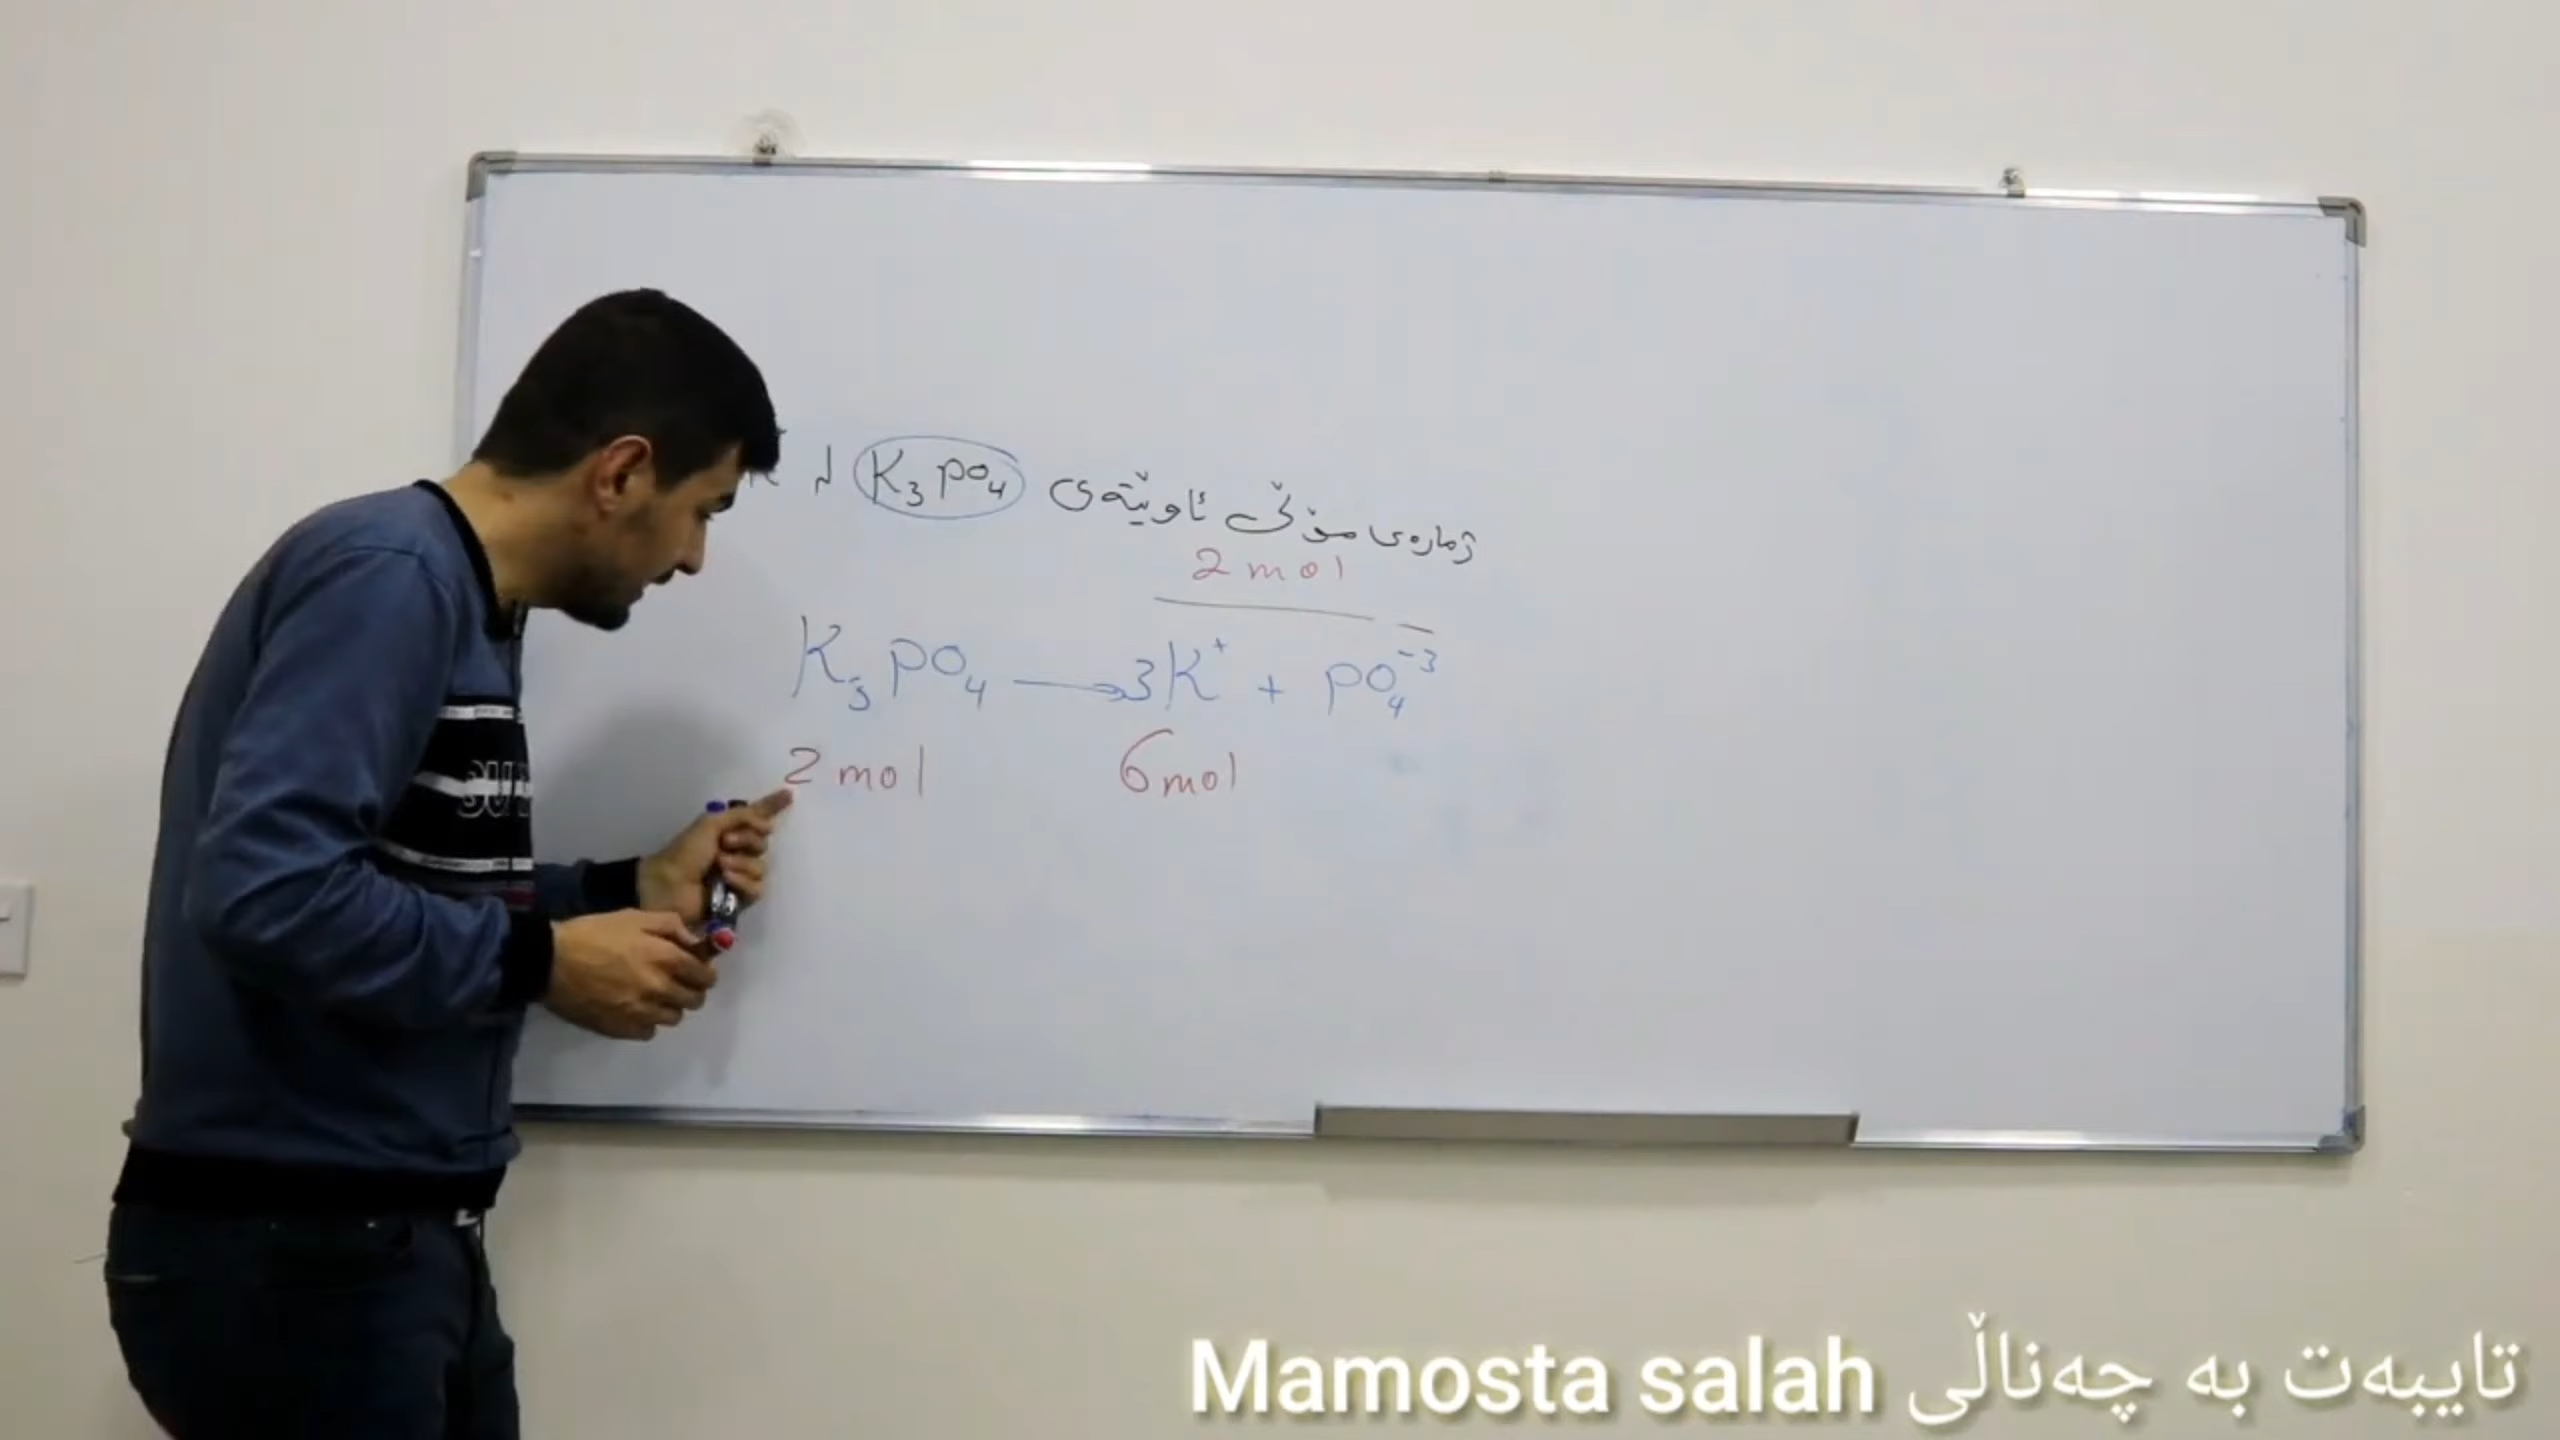 ژمارەی مۆڵی ئاوێتەی K₃PO₄ لە
2 mol
K₃PO₄ → 3K⁺ + PO₄⁻³
2 mol 6 mol
تایبەت بە چەناڵی Mamosta salah